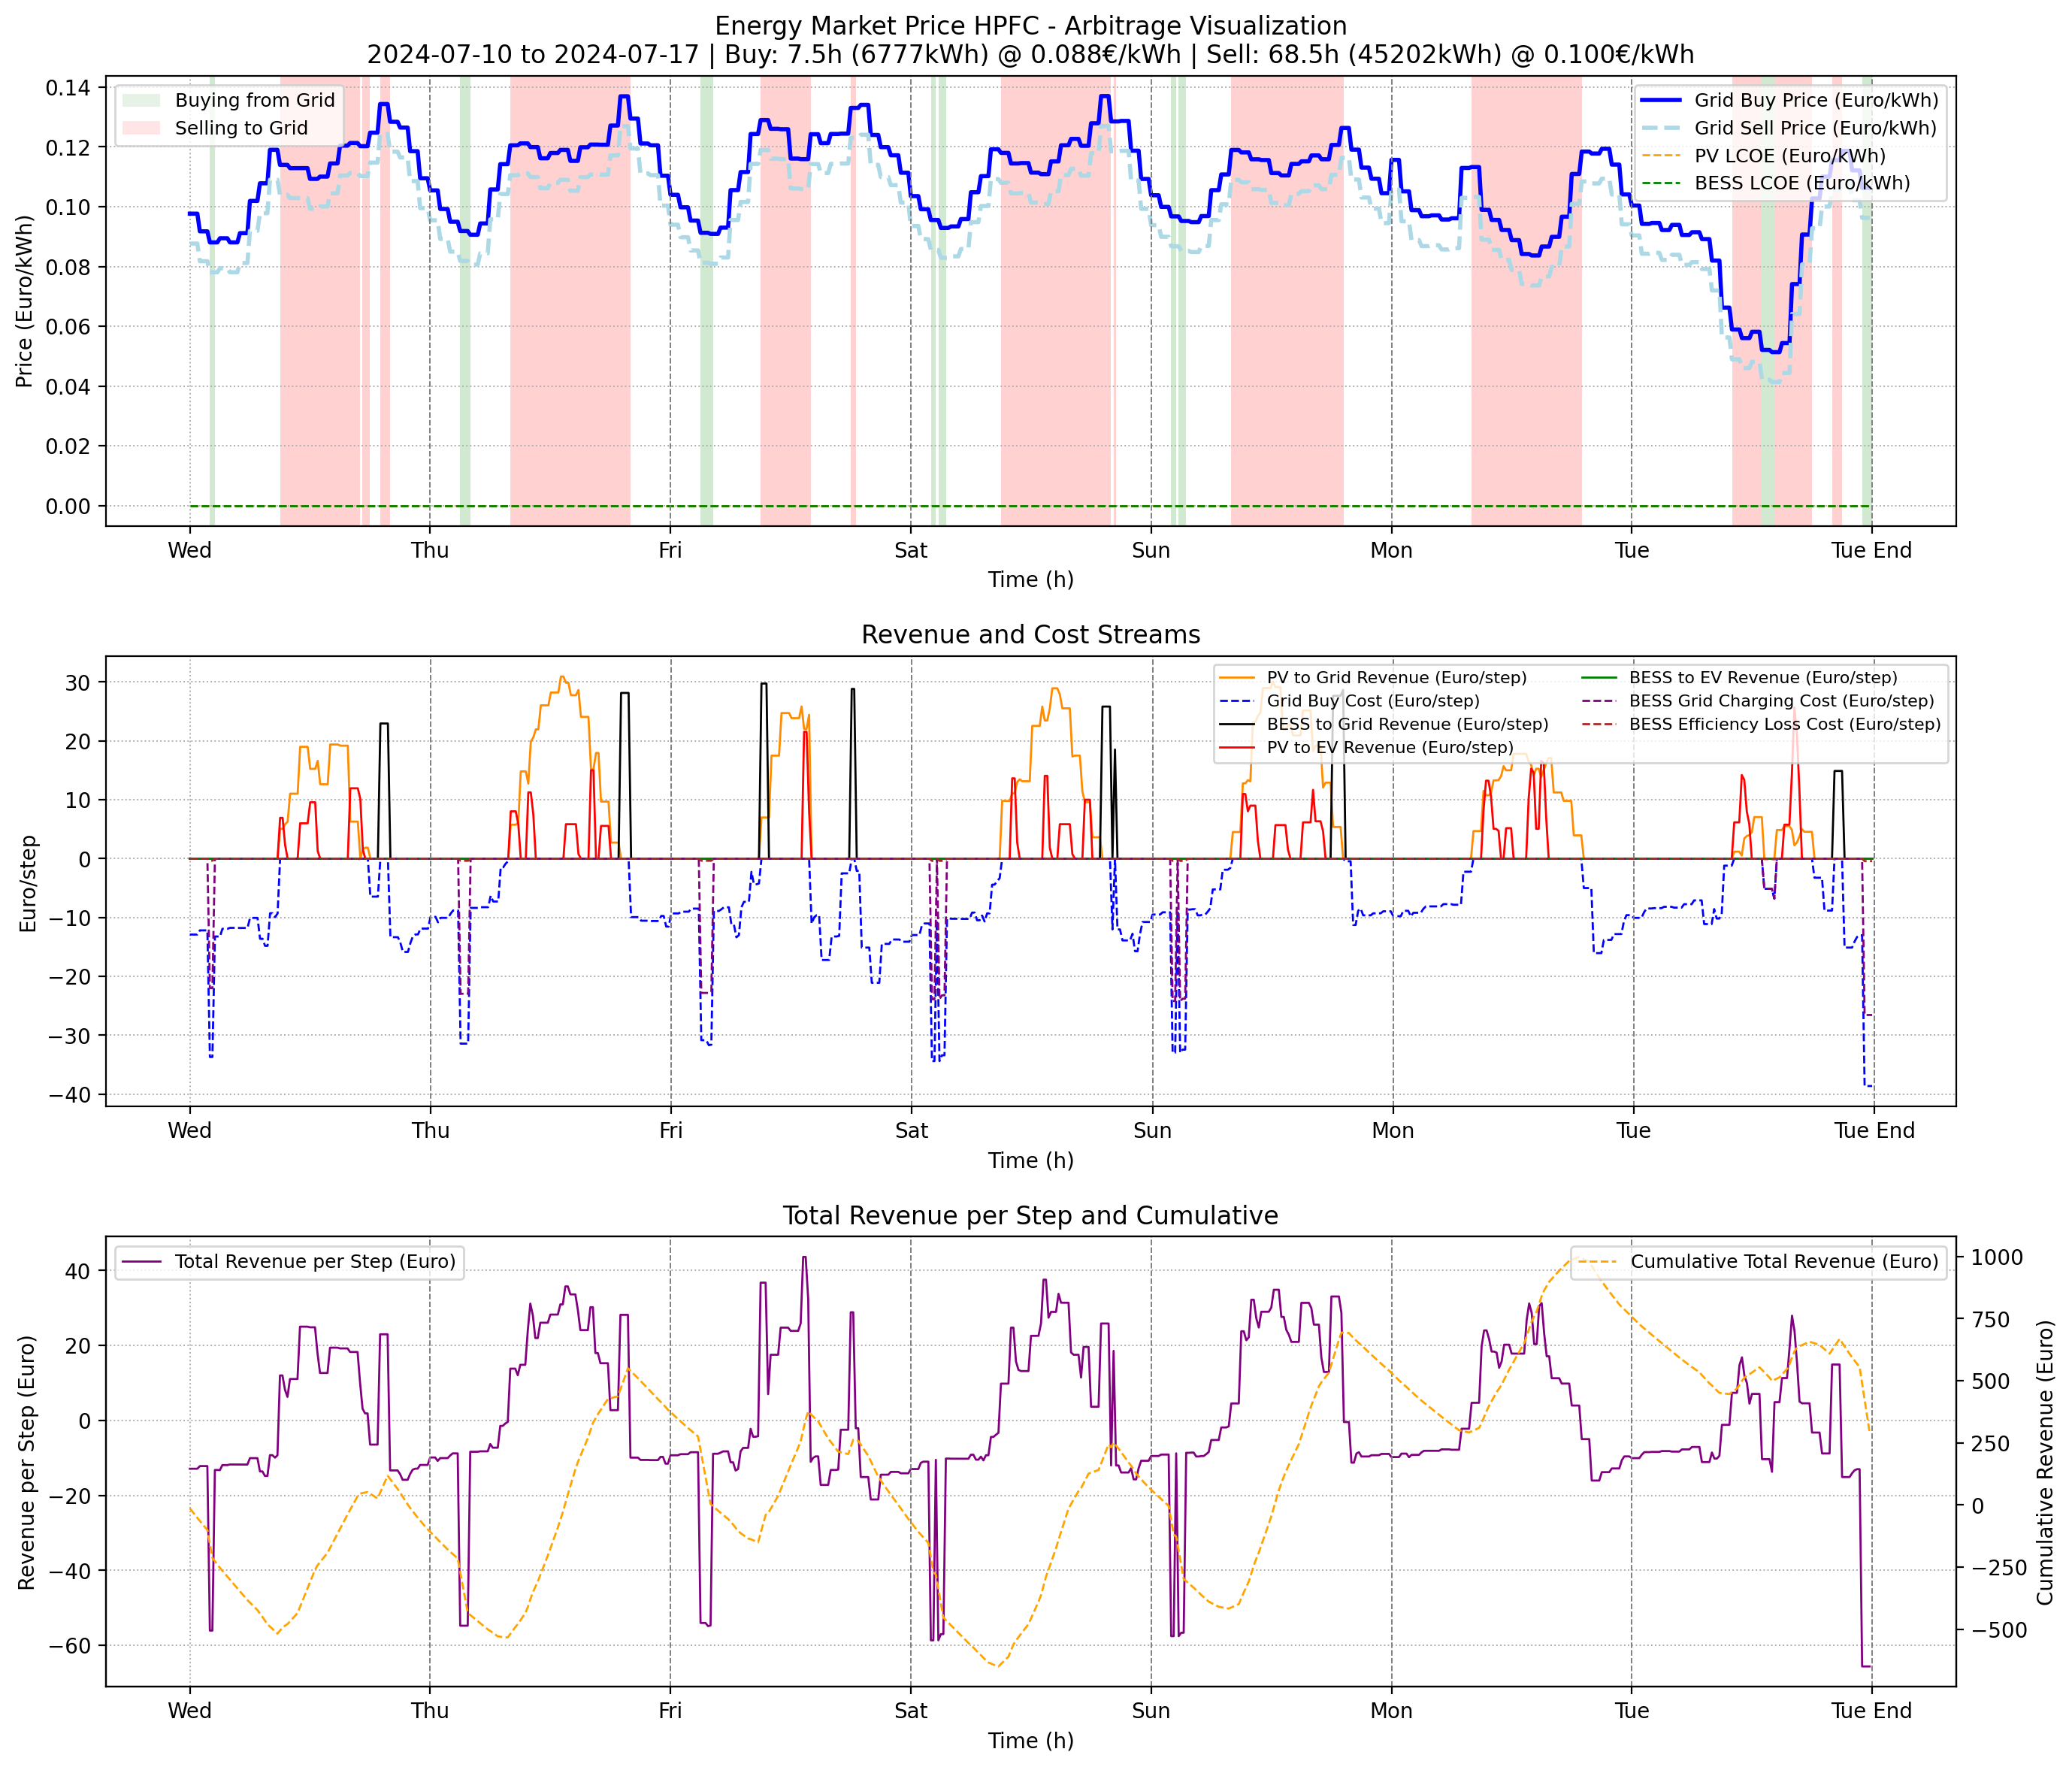 Energy Market Price HPFC - Arbitrage Visualization
2024-07-10 to 2024-07-17 | Buy: 7.5h (6777kWh) @ 0.088€/kWh | Sell: 68.5h (45202kWh) @ 0.100€/kWh
Buying from Grid
Selling to Grid
Grid Buy Price (Euro/kWh)
Grid Sell Price (Euro/kWh)
PV LCOE (Euro/kWh)
BESS LCOE (Euro/kWh)
Price (Euro/kWh)
0.14
0.12
0.10
0.08
0.06
0.04
0.02
0.00
Wed Thu Fri Sat Sun Mon Tue Tue End
Time (h)
Revenue and Cost Streams
PV to Grid Revenue (Euro/step)
Grid Buy Cost (Euro/step)
BESS to Grid Revenue (Euro/step)
PV to EV Revenue (Euro/step)
BESS to EV Revenue (Euro/step)
BESS Grid Charging Cost (Euro/step)
BESS Efficiency Loss Cost (Euro/step)
Euro/step
30
20
10
0
−10
−20
−30
−40
Wed Thu Fri Sat Sun Mon Tue Tue End
Time (h)
Total Revenue per Step and Cumulative
Total Revenue per Step (Euro)
Cumulative Total Revenue (Euro)
Revenue per Step (Euro)
40
20
0
−20
−40
−60
1000
750
500
250
0
−250
−500
Cumulative Revenue (Euro)
Wed Thu Fri Sat Sun Mon Tue Tue End
Time (h)